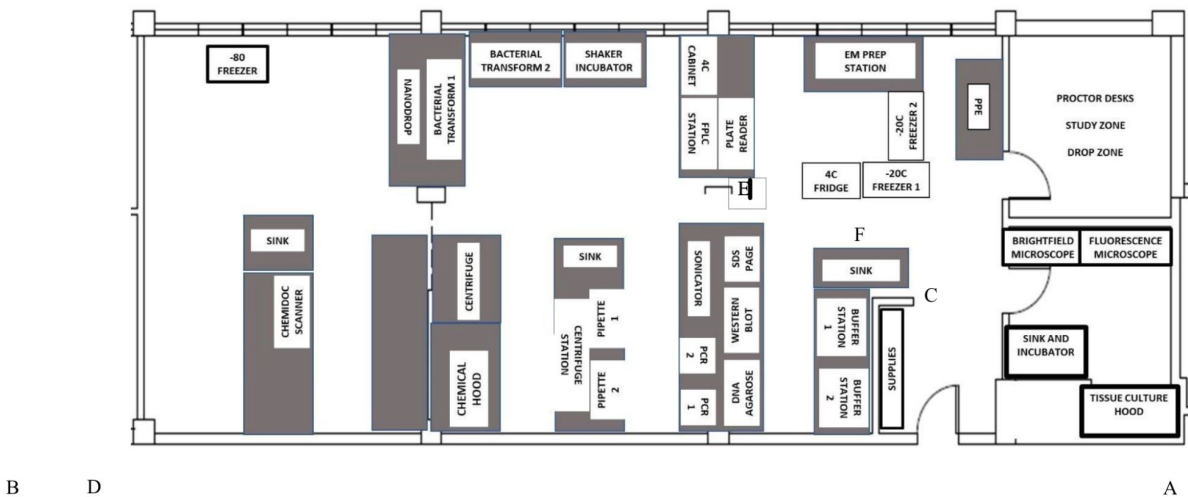 -80
FREEZER
NANODROP
BACTERIAL
TRANSFORM 1
BACTERIAL
TRANSFORM 2
SHAKER
INCUBATOR
4C
CABINET
FPLC
STATION
PLATE
READER
EM PREP
STATION
-20C
FREEZER 2
PPE
4C
FRIDGE
-20C
FREEZER 1
PROCTOR DESKS
STUDY ZONE
DROP ZONE
E
F
C
SINK
CHEMIDOC
SCANNER
CENTRIFUGE
CHEMICAL
HOOD
SINK
PIPETTE
1
CENTRIFUGE
STATION
PIPETTE
2
SONICATOR
SDS
PAGE
WESTERN
BLOT
PCR
2
PCR
1
DNA
AGAROSE
SINK
BUFFER
STATION
1
BUFFER
STATION
2
SUPPLIES
BRIGHTFIELD
MICROSCOPE
FLUORESCENCE
MICROSCOPE
SINK AND
INCUBATOR
TISSUE CULTURE
HOOD
B
D
A